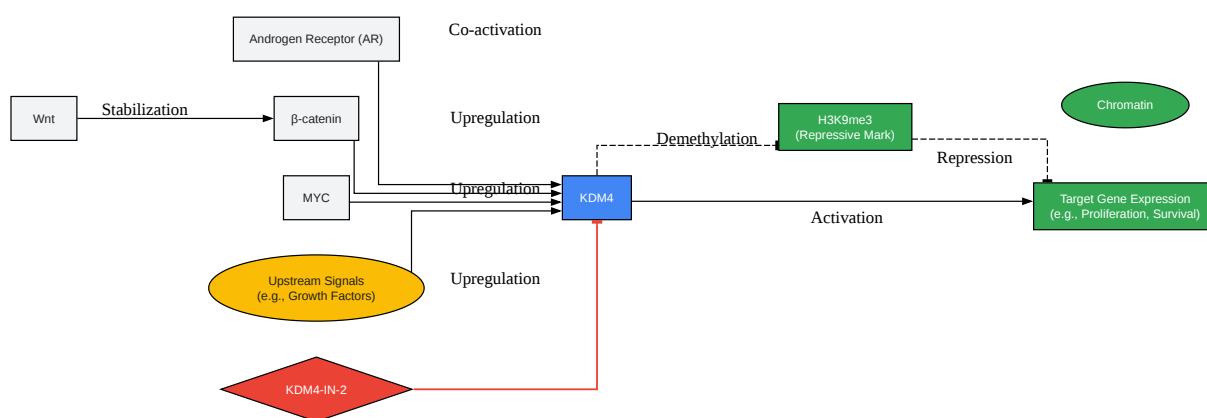 Androgen Receptor (AR)
Co-activation
Wnt
Stabilization
β-catenin
Upregulation
Demethylation
H3K9me3
(Repressive Mark)
Chromatin
Repression
MYC
Upregulation
KDM4
Activation
Target Gene Expression
(e.g., Proliferation, Survival)
Upstream Signals
(e.g., Growth Factors)
Upregulation
KDM4-IN-2